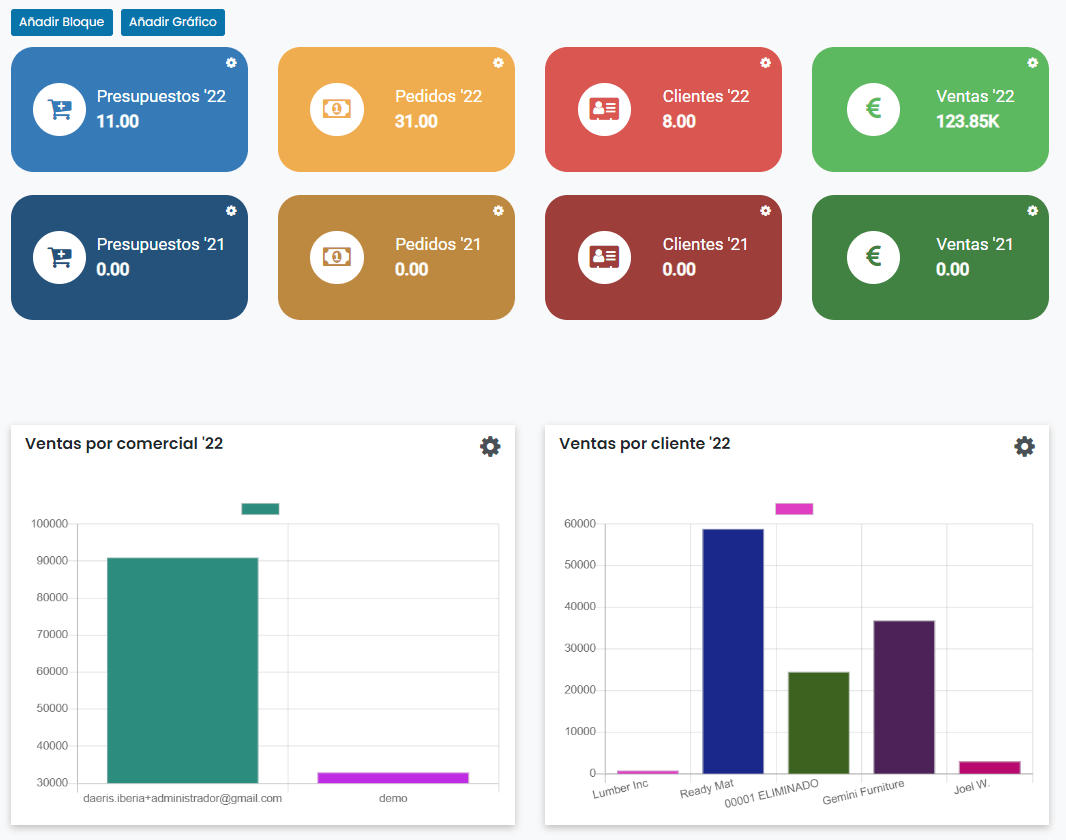 Añadir Bloque Añadir Gráfico
Presupuestos '22
11.00
Pedidos '22
31.00
Clientes '22
8.00
Ventas '22
123.85K
Presupuestos '21
0.00
Pedidos '21
0.00
Clientes '21
0.00
Ventas '21
0.00
Ventas por comercial '22
100000
90000
80000
70000
60000
50000
40000
30000
daeris.iberia+administrador@gmail.com
demo
Ventas por cliente '22
60000
50000
40000
30000
20000
10000
0
Lumber Inc
Ready Mat
00001 ELIMINADO
Gemini Furniture
Joel W.